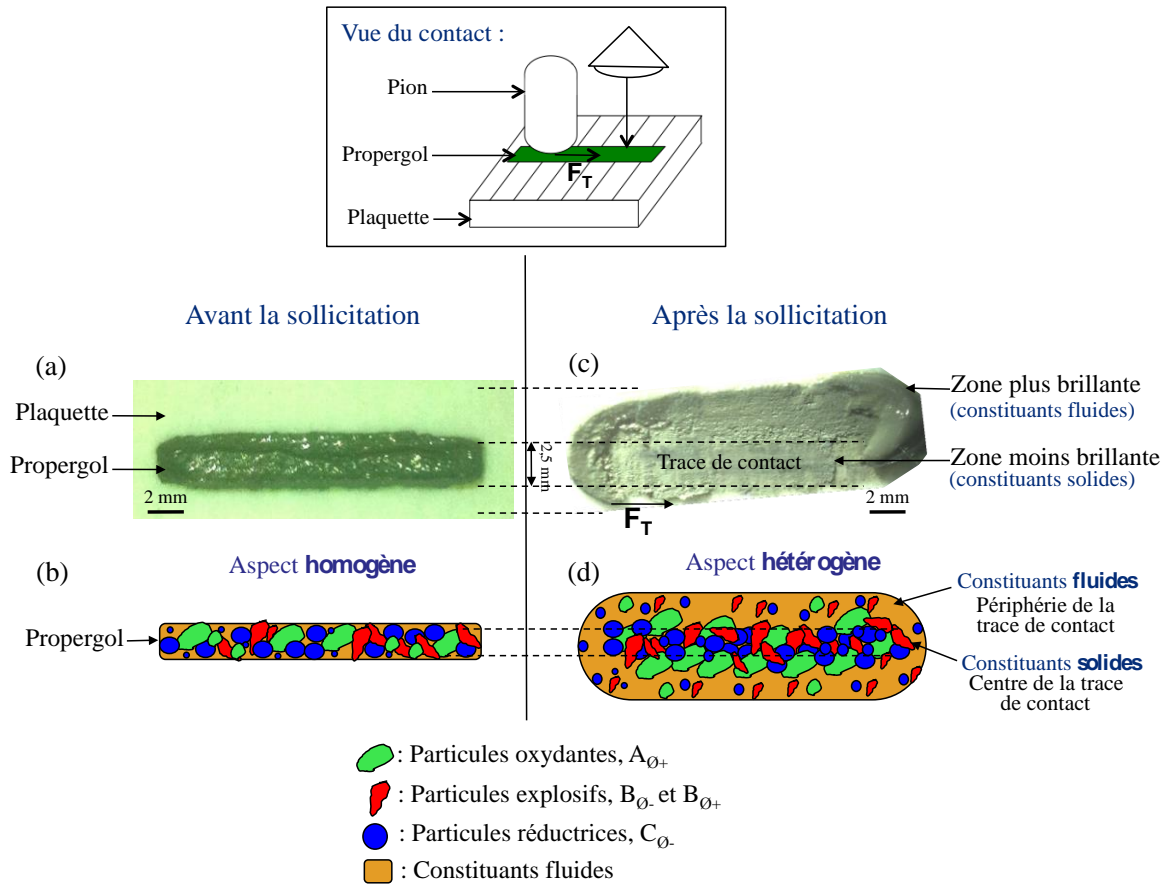 Vue du contact :
Pion
Propergol
F_T
Plaquette
Avant la sollicitation
Après la sollicitation
(a)
Plaquette
Propergol
2 mm
2,5 mm
(c)
Zone plus brillante
(constituants fluides)
Trace de contact
Zone moins brillante
(constituants solides)
2 mm
F_T
(b)
Aspect homogène
Propergol
(d)
Aspect hétérogène
Constituants fluides
Périphérie de la
trace de contact
Constituants solides
Centre de la trace
de contact
: Particules oxydantes, A_Ø+
: Particules explosifs, B_Ø- et B_Ø+
: Particules réductrices, C_Ø-
: Constituants fluides